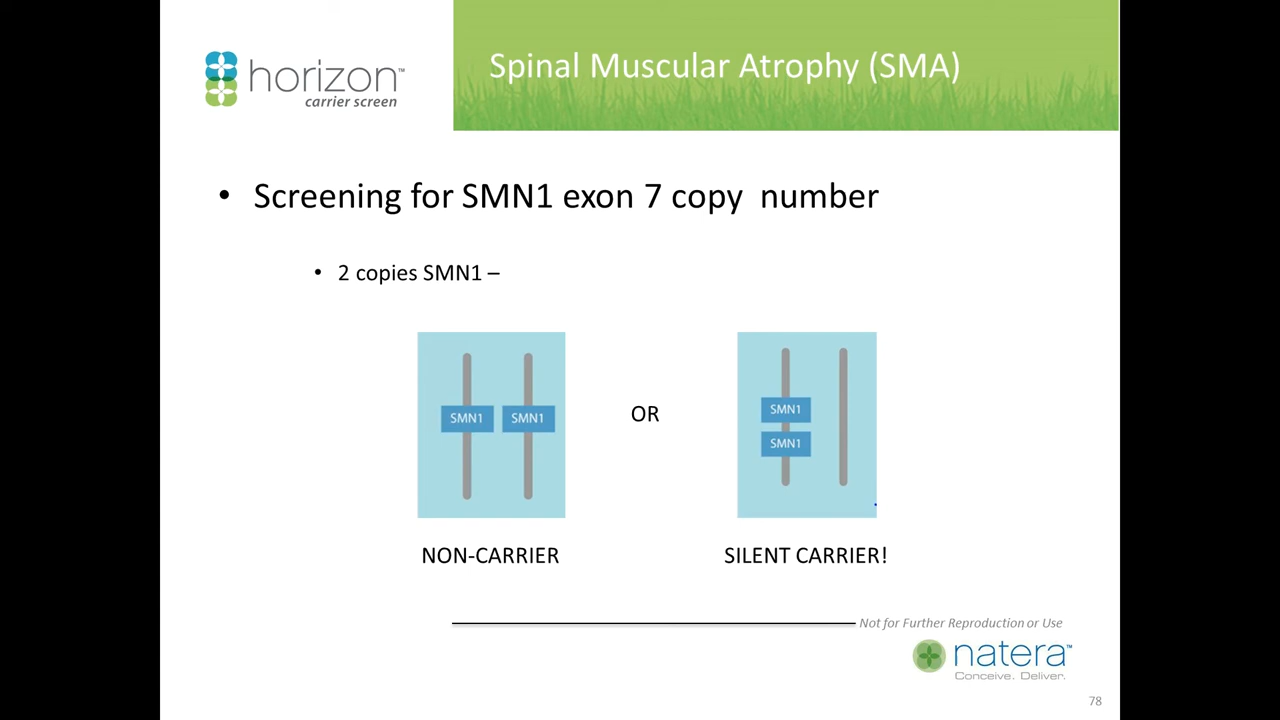 horizon™
carrier screen
Spinal Muscular Atrophy (SMA)
• Screening for SMN1 exon 7 copy number
• 2 copies SMN1 –
SMN1 SMN1
OR
SMN1
SMN1
NON-CARRIER
SILENT CARRIER!
Not for Further Reproduction or Use
natera™
Conceive. Deliver.
78